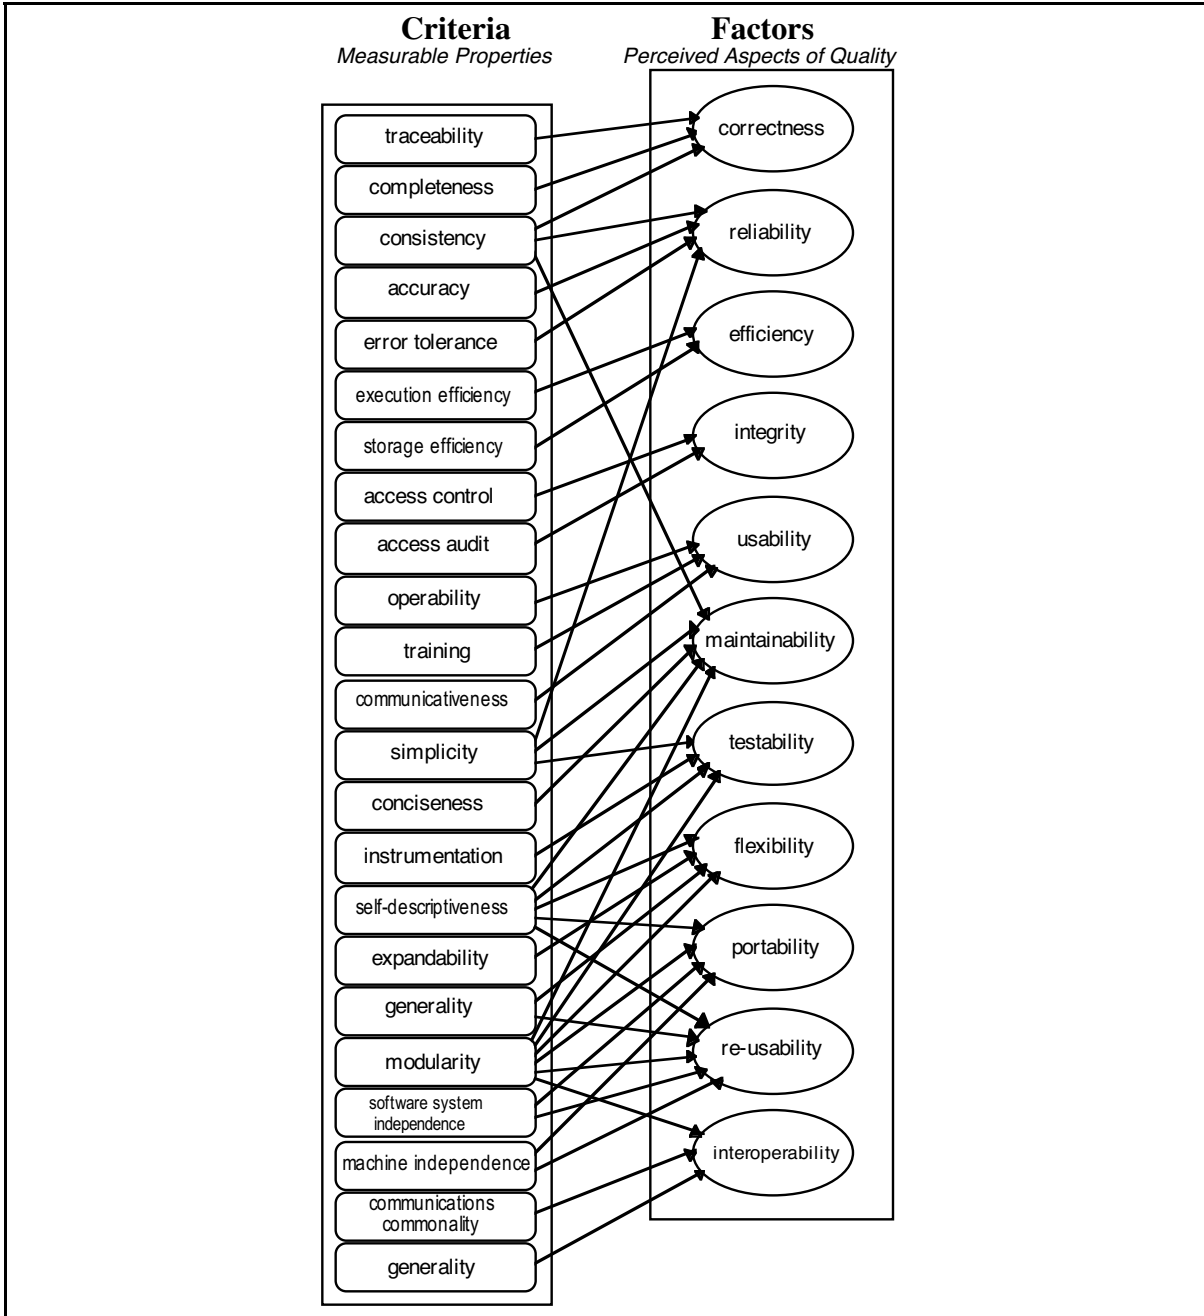 Criteria
Measurable Properties
traceability
completeness
consistency
accuracy
error tolerance
execution efficiency
storage efficiency
access control
access audit
operability
training
communicativeness
simplicity
conciseness
instrumentation
self-descriptiveness
expandability
generality
modularity
software system
independence
machine independence
communications
commonality
generality
Factors
Perceived Aspects of Quality
correctness
reliability
efficiency
integrity
usability
maintainability
testability
flexibility
portability
re-usability
interoperability